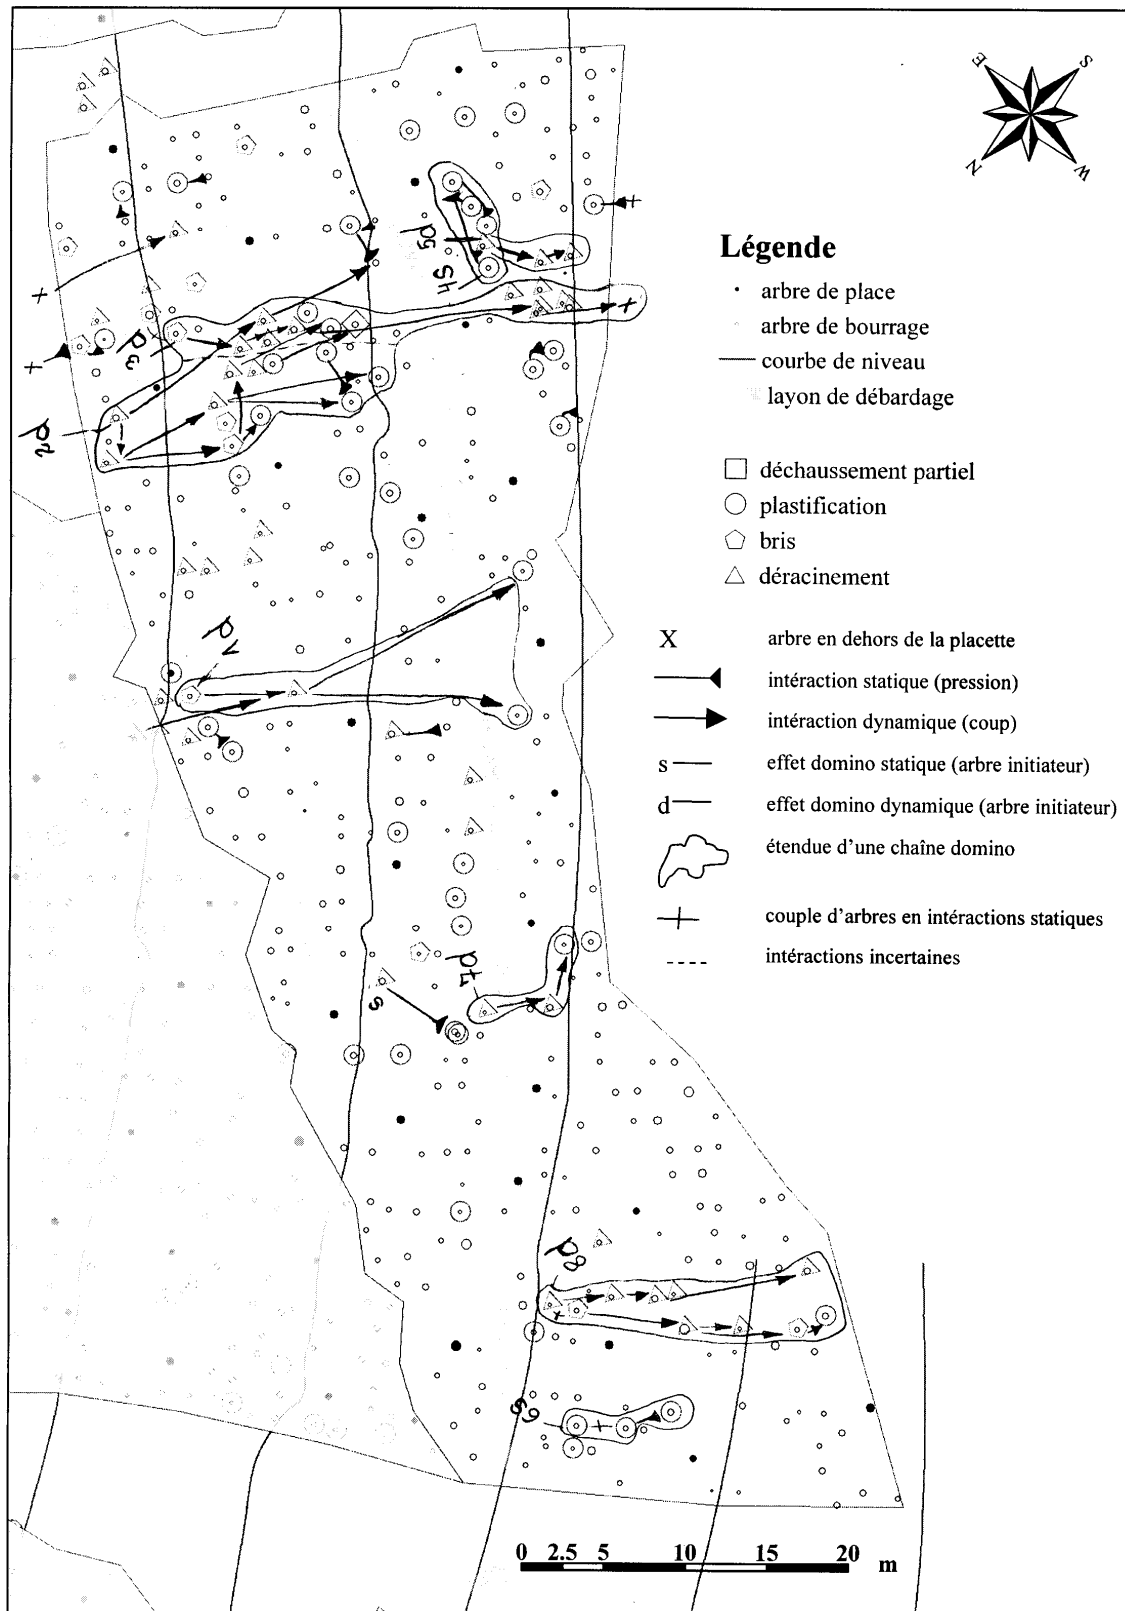 E
S
N
W
Légende
arbre de place
arbre de bourrage
courbe de niveau
layon de débardage
déchaussement partiel
plastification
bris
déracinement
X arbre en dehors de la placette
intéraction statique (pression)
intéraction dynamique (coup)
s effet domino statique (arbre initiateur)
d effet domino dynamique (arbre initiateur)
étendue d'une chaîne domino
couple d'arbres en intéractions statiques
intéractions incertaines
s
0 2.5 5 10 15 20 m